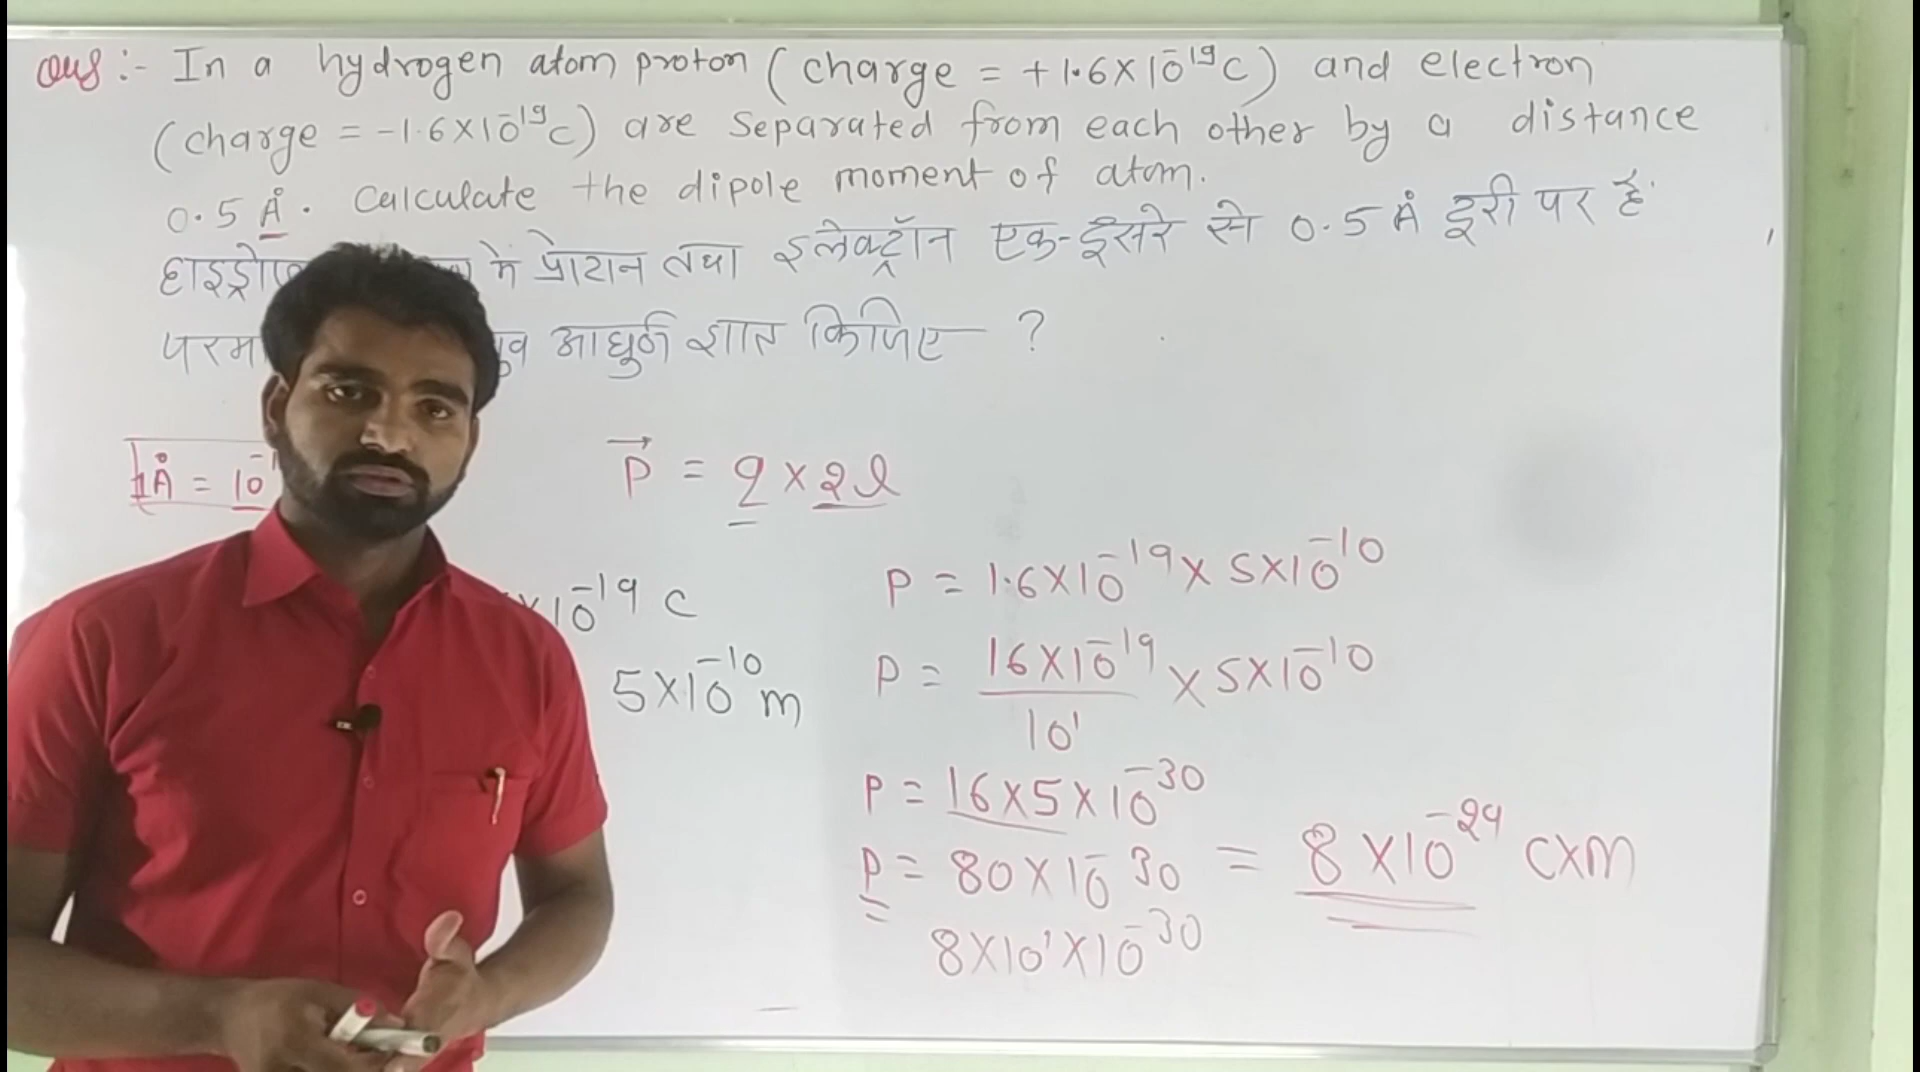 Ques :- In a hydrogen atom proton ( charge = +1.6×10⁻¹⁹C) and electron
(charge = -1.6×10⁻¹⁹C) are separated from each other by a distance
0.5 Å. Calculate the dipole moment of atom.
में प्रोटान तथा इलेक्ट्रॉन एक-दूसरे से 0.5 Å दूरी पर है
आघुर्ण ज्ञात किजिए ?
1Å = 10⁻
P⃗ = q × 2l
×10⁻¹⁹ C
5×10⁻¹⁰ m
P = 1.6×10⁻¹⁹ × 5×10⁻¹⁰
P = 16×10⁻¹⁹ / 10¹ × 5×10⁻¹⁰
P = 16×5×10⁻³⁰
P = 80×10⁻³⁰ = 8×10⁻²⁹ C×m
8×10¹×10⁻³⁰